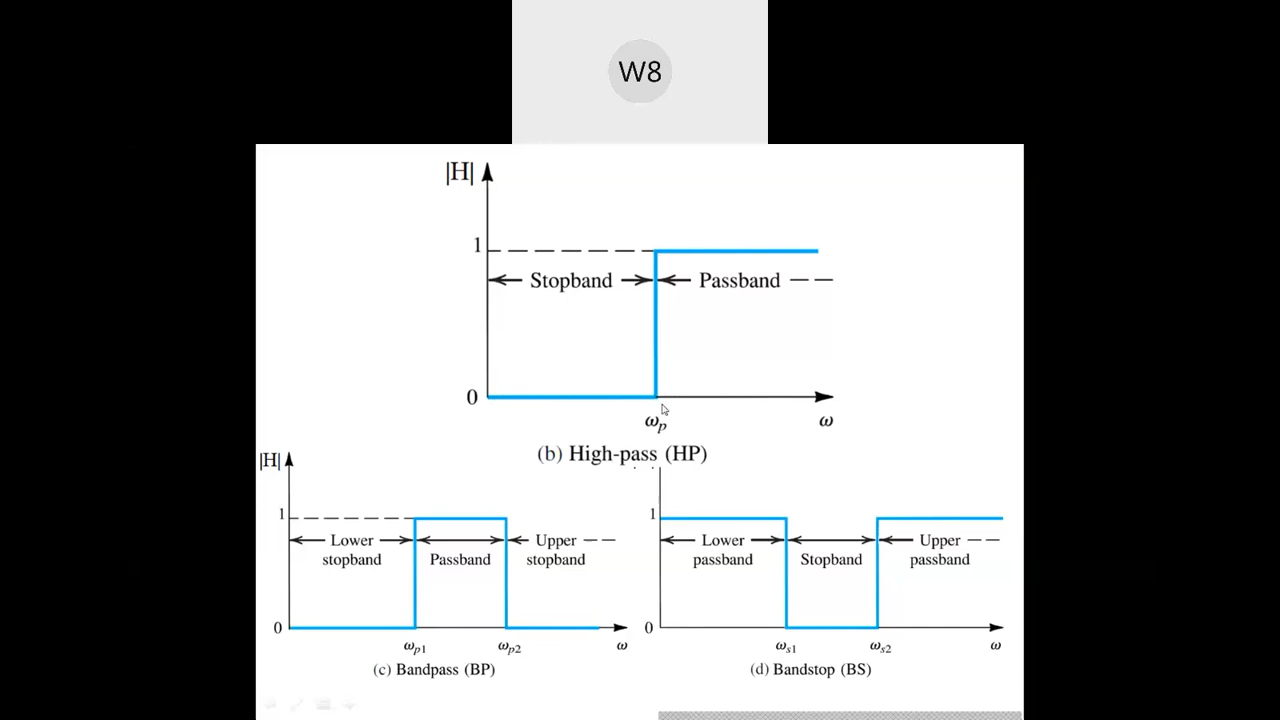 W8
|H|
1
Stopband
Passband
0
ωp
ω
(b) High-pass (HP)
|H|
1
Lower stopband
Passband
Upper stopband
0
ωp1
ωp2
ω
(c) Bandpass (BP)
1
Lower passband
Stopband
Upper passband
0
ωs1
ωs2
ω
(d) Bandstop (BS)